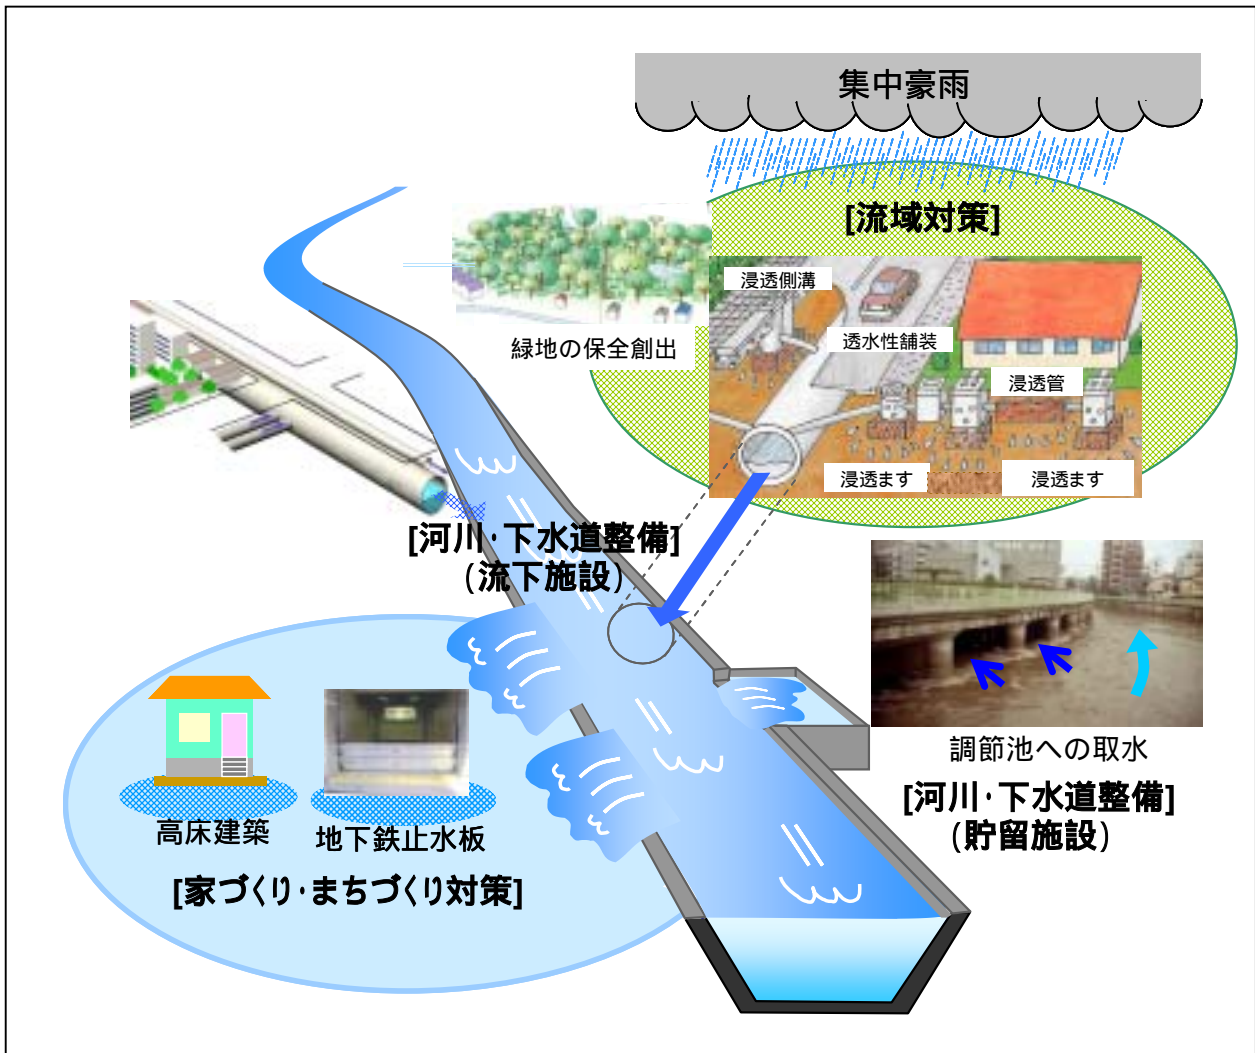 集中豪雨
[流域対策]
浸透側溝
透水性舗装
緑地の保全創出
浸透管
浸透ます
浸透ます
[河川・下水道整備]
(流下施設)
調節池への取水
[河川・下水道整備]
(貯留施設)
高床建築
地下鉄止水板
[家づくり・まちづくり対策]